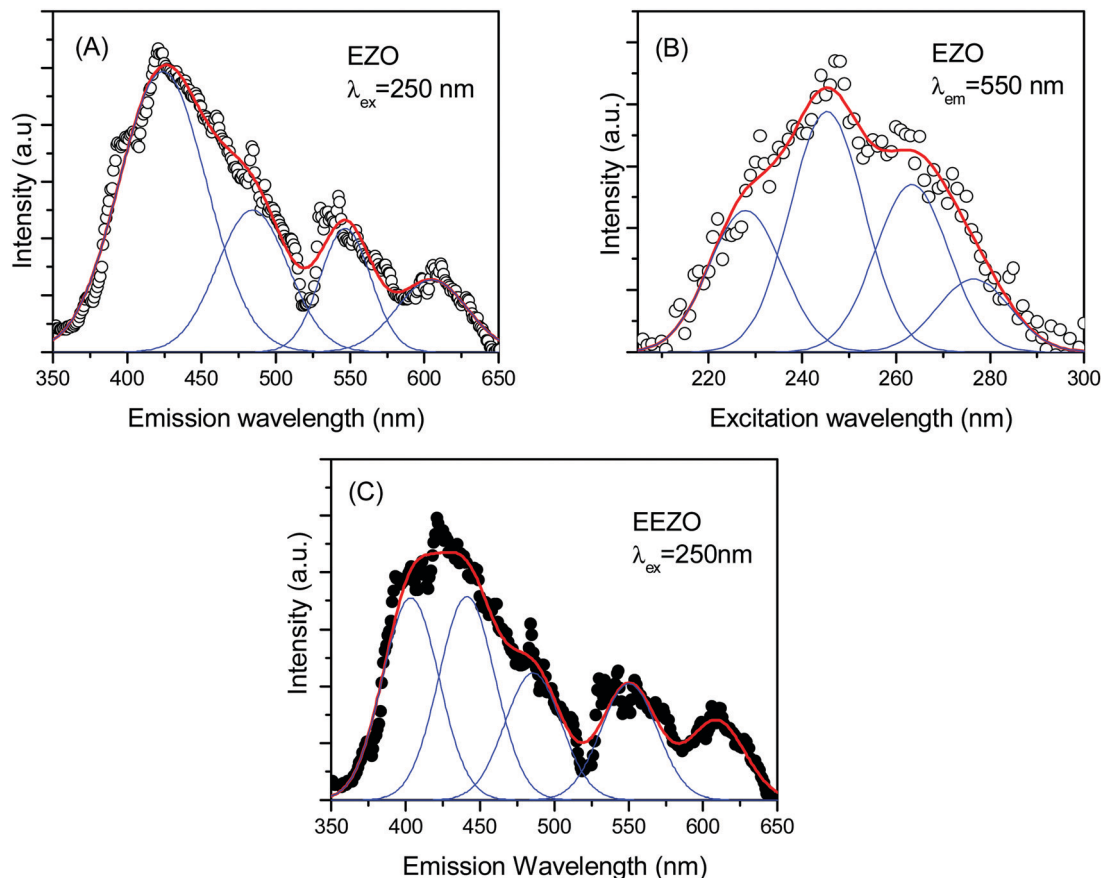 (A)
EZO
λex=250 nm
Intensity (a.u)
350 400 450 500 550 600 650
Emission wavelength (nm)
(B)
EZO
λem=550 nm
Intensity (a.u.)
220 240 260 280 300
Excitation wavelength (nm)
(C)
EEZO
λex=250nm
Intensity (a.u.)
350 400 450 500 550 600 650
Emission Wavelength (nm)